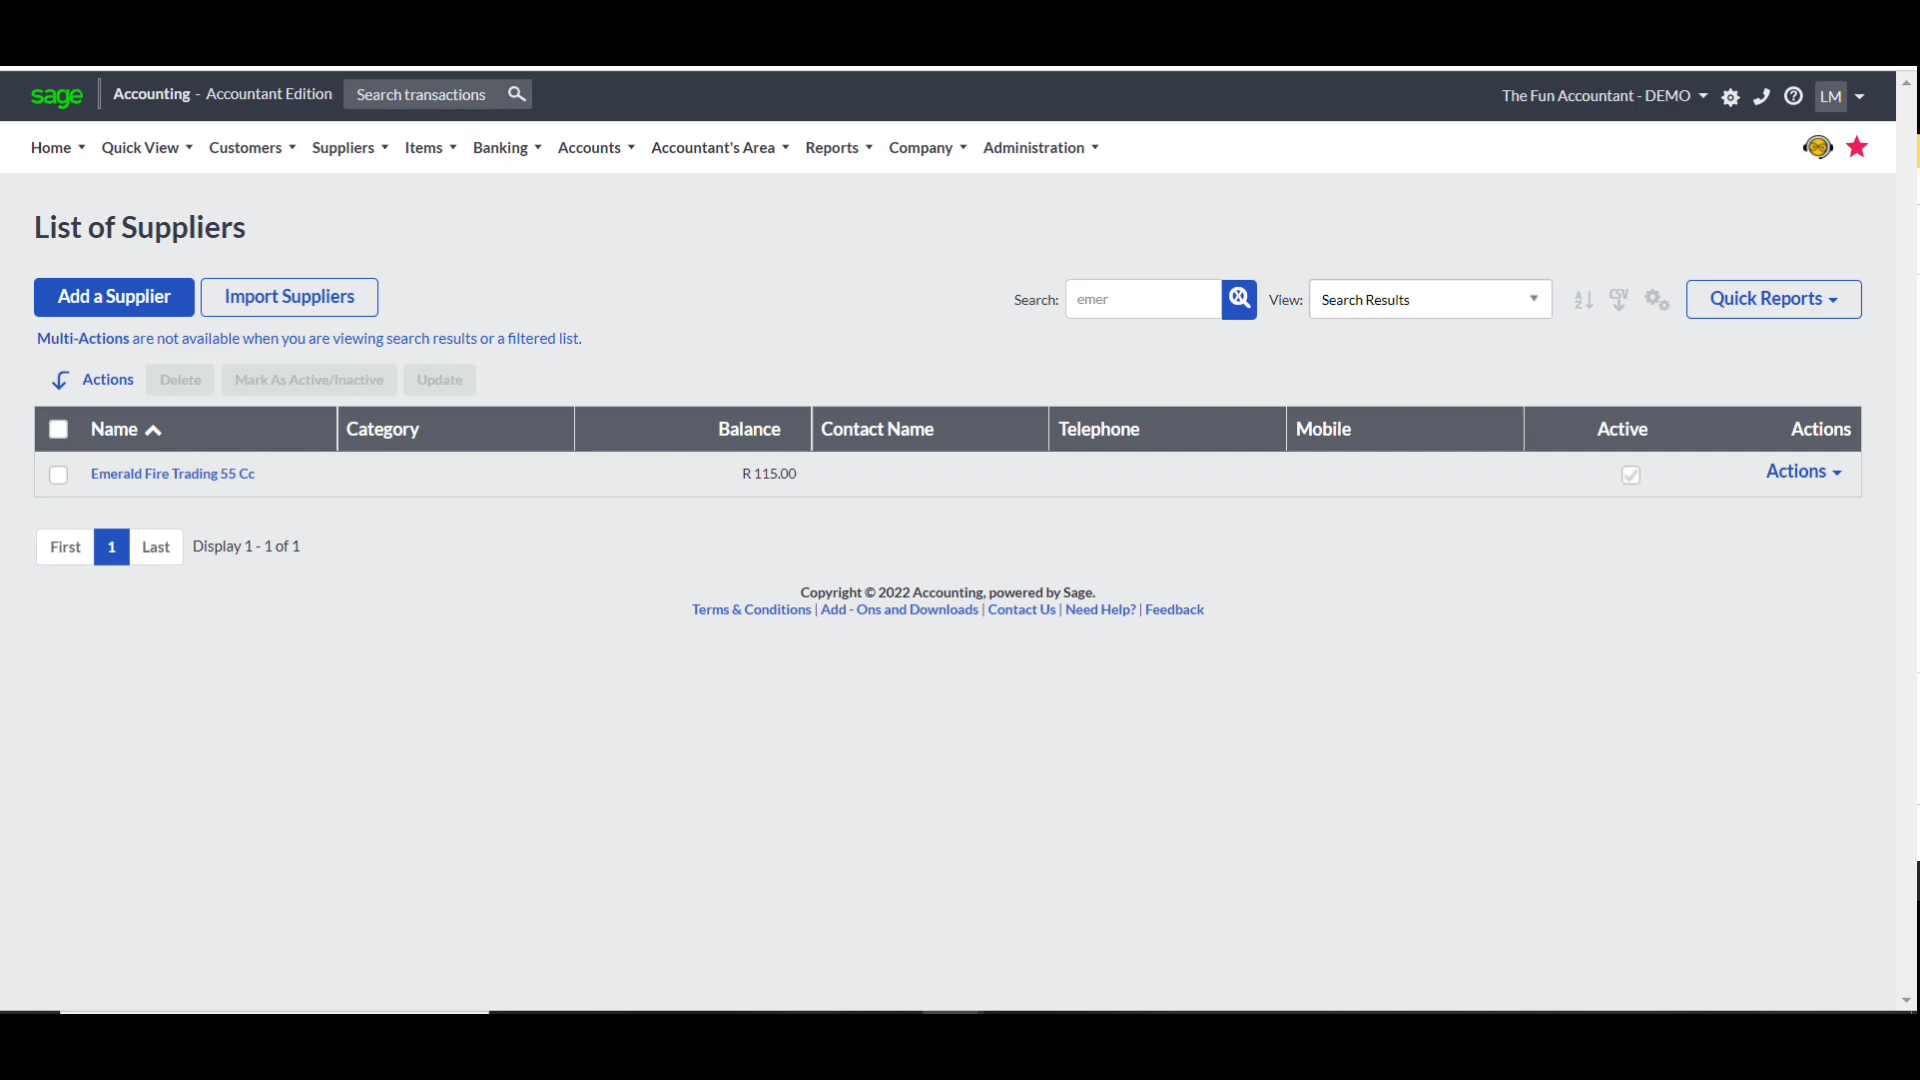 sage Accounting - Accountant Edition Search transactions The Fun Accountant - DEMO LM
Home Quick View Customers Suppliers Items Banking Accounts Accountant's Area Reports Company Administration
List of Suppliers
Add a Supplier Import Suppliers Search: emer View: Search Results CSV Quick Reports
Multi-Actions are not available when you are viewing search results or a filtered list.
Actions Delete Mark As Active/Inactive Update
Name Category Balance Contact Name Telephone Mobile Active Actions
Emerald Fire Trading 55 Cc R 115.00 Actions
First 1 Last Display 1 - 1 of 1
Copyright © 2022 Accounting, powered by Sage.
Terms & Conditions | Add - Ons and Downloads | Contact Us | Need Help? | Feedback